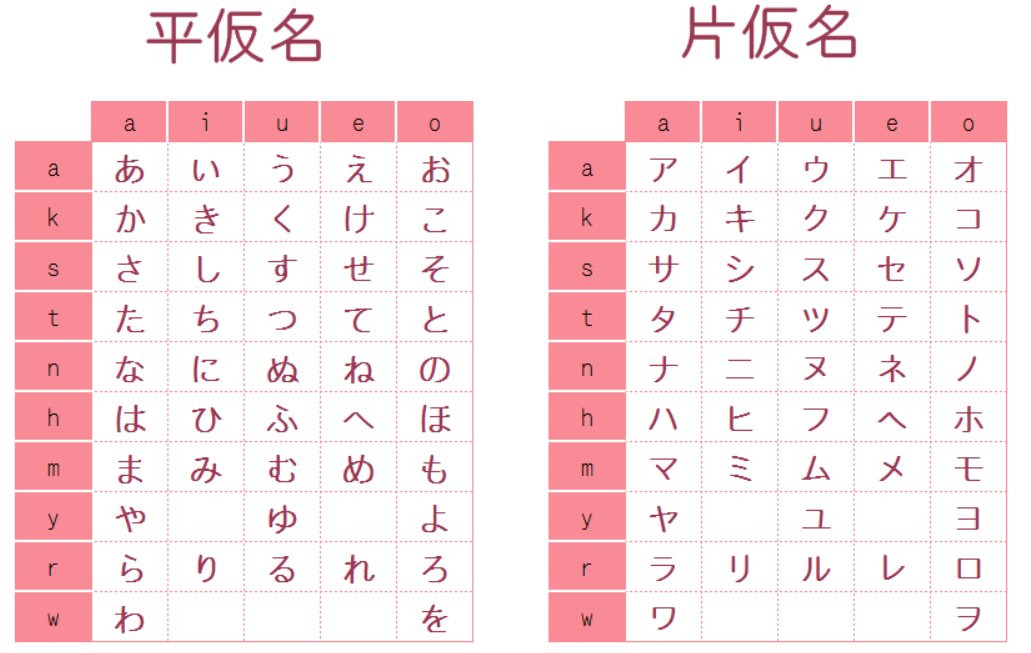 平仮名
a i u e o
a あ い う え お
k か き く け こ
s さ し す せ そ
t た ち つ て と
n な に ぬ ね の
h は ひ ふ へ ほ
m ま み む め も
y や ゆ よ
r ら り る れ ろ
w わ を
片仮名
a i u e o
a ア イ ウ エ オ
k カ キ ク ケ コ
s サ シ ス セ ソ
t タ チ ツ テ ト
n ナ ニ ヌ ネ ノ
h ハ ヒ フ ヘ ホ
m マ ミ ム メ モ
y ヤ ユ ヨ
r ラ リ ル レ ロ
w ワ ヲ